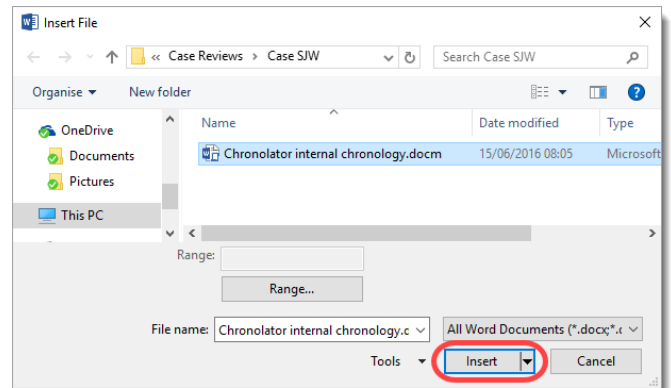 Insert File
« Case Reviews > Case SJW
Search Case SJW
Organise
New folder
Name
Date modified
Type
OneDrive
Documents
Pictures
This PC
Chronolator internal chronology.docm
15/06/2016 08:05
Microsoft
Range:
Range...
File name:
Chronolator internal chronology.c
All Word Documents (*.docx;*.c
Tools
Insert
Cancel